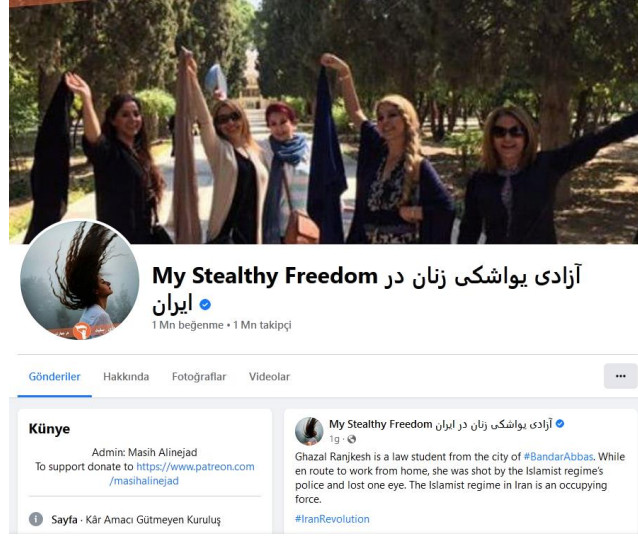 My Stealthy Freedom آزادی یواشکی زنان در
ایران
1 Mn beğenme • 1 Mn takipçi
Gönderiler Hakkında Fotoğraflar Videolar
Künye
Admin: Masih Alinejad
To support donate to https://www.patreon.com
/masihalinejad
Sayfa · Kâr Amacı Gütmeyen Kuruluş
My Stealthy Freedom آزادی یواشکی زنان در ایران
1g ·
Ghazal Ranjkesh is a law student from the city of #BandarAbbas. While
en route to work from home, she was shot by the Islamist regime's
police and lost one eye. The Islamist regime in Iran is an occupying
force.
#IranRevolution